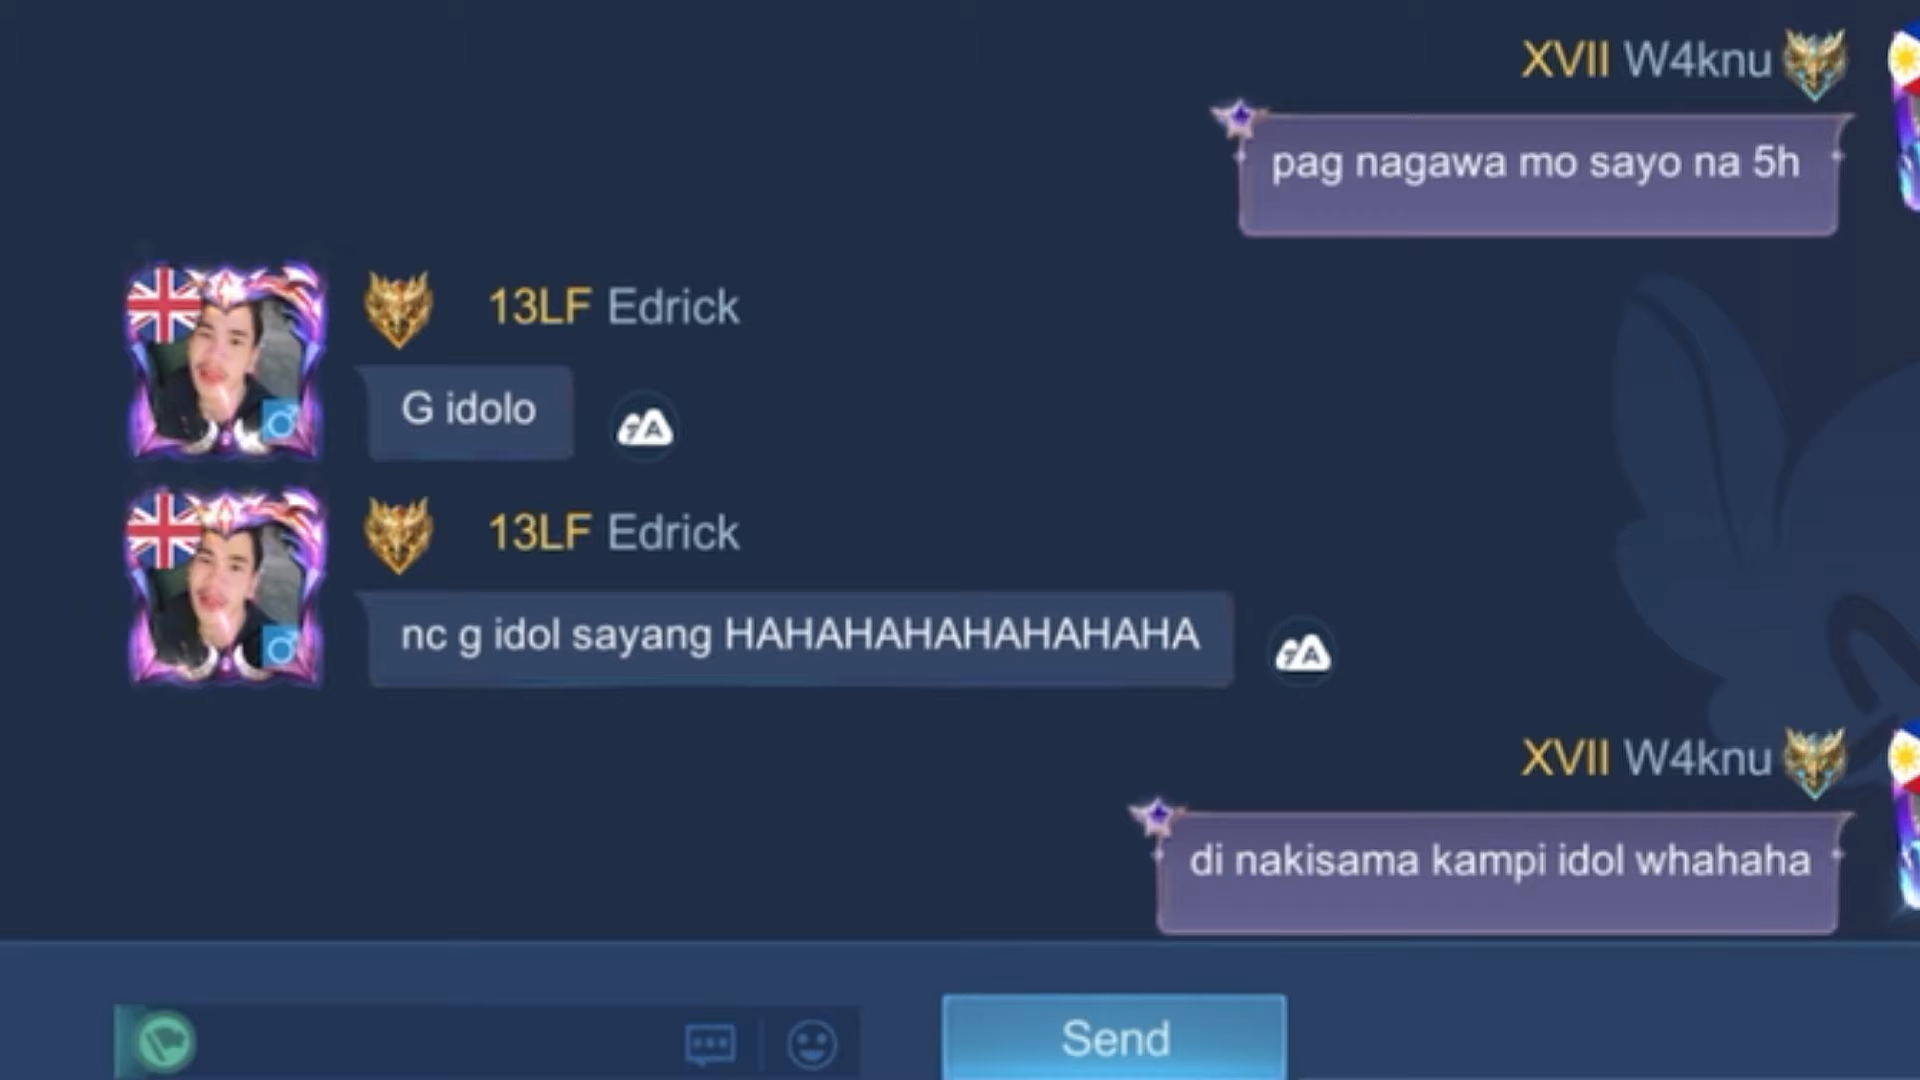 XVII W4knu
pag nagawa mo sayo na 5h
13LF Edrick
G idolo
13LF Edrick
nc g idol sayang HAHAHAHAHAHAHAHA
XVII W4knu
di nakisama kampi idol whahaha
Send